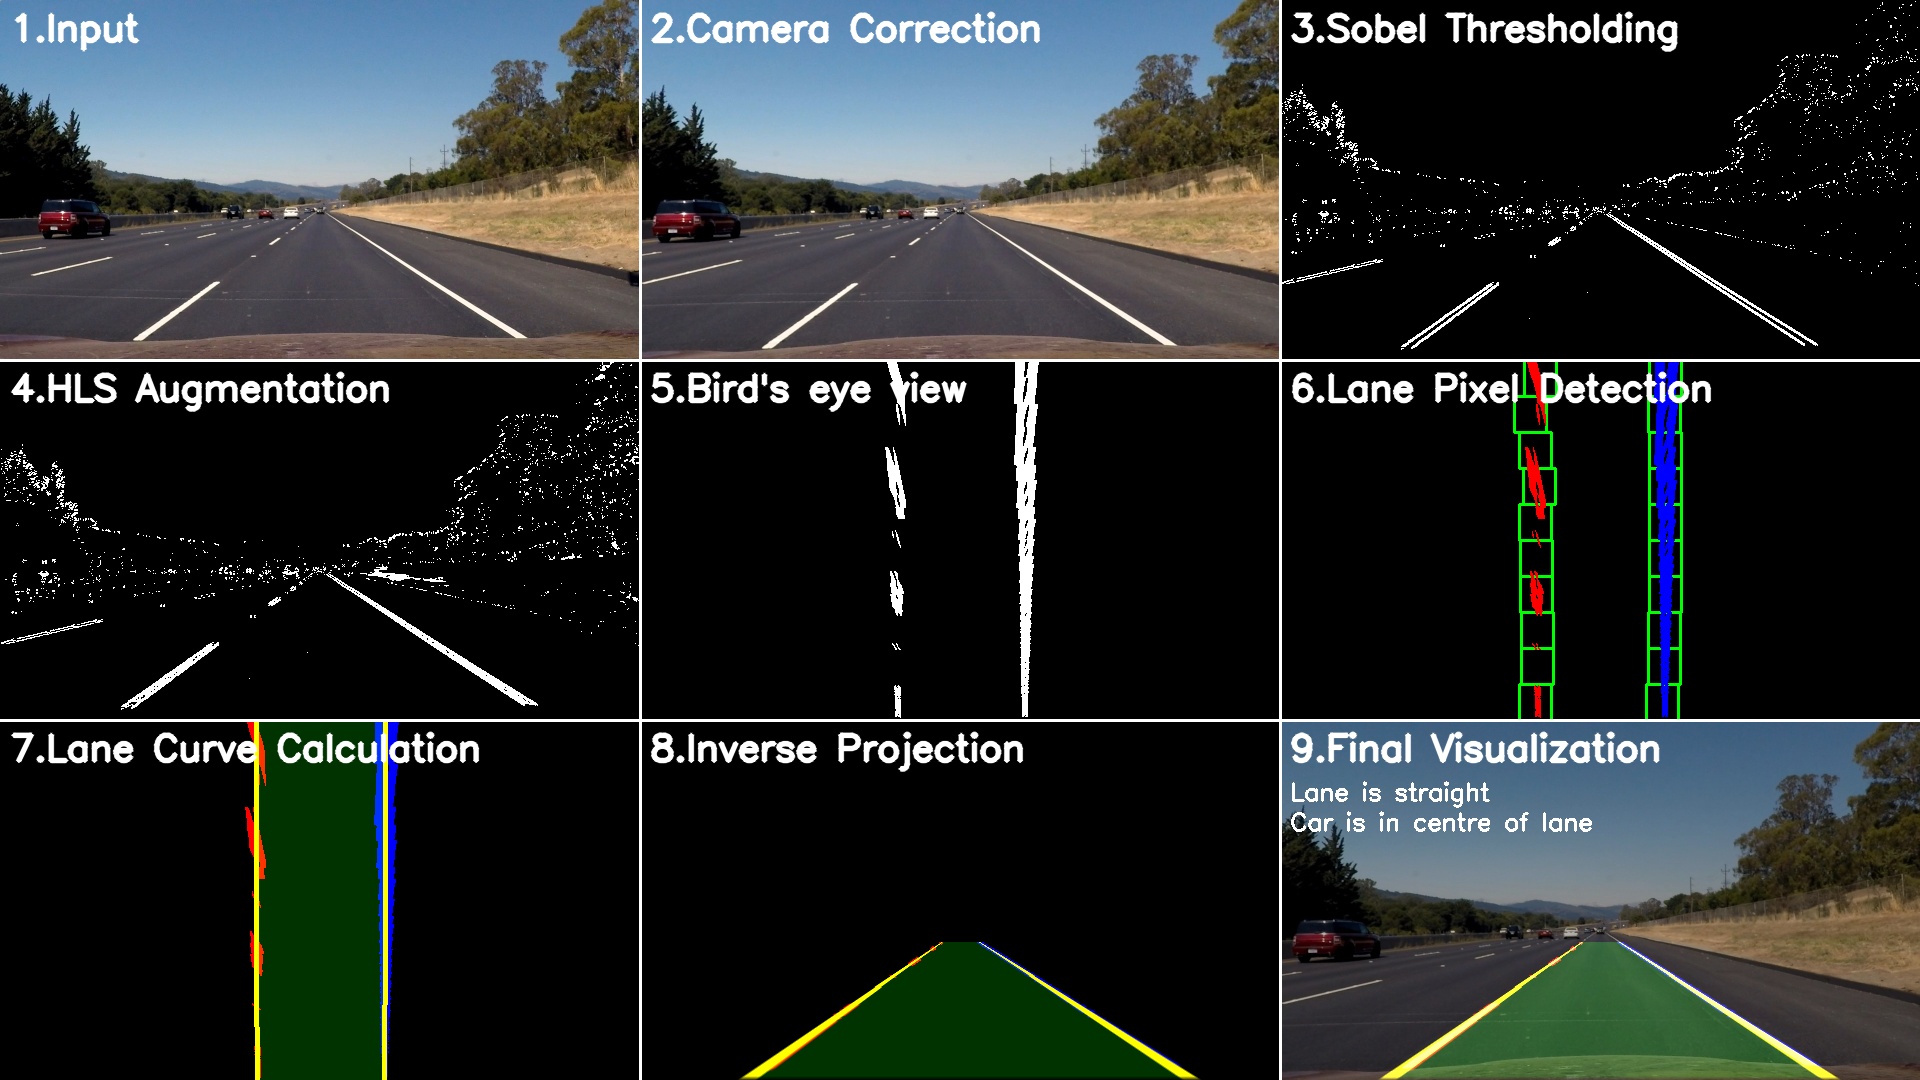 1.Input
2.Camera Correction
3.Sobel Thresholding
4.HLS Augmentation
5.Bird's eye view
6.Lane Pixel Detection
7.Lane Curve Calculation
8.Inverse Projection
9.Final Visualization
Lane is straight
Car is in centre of lane